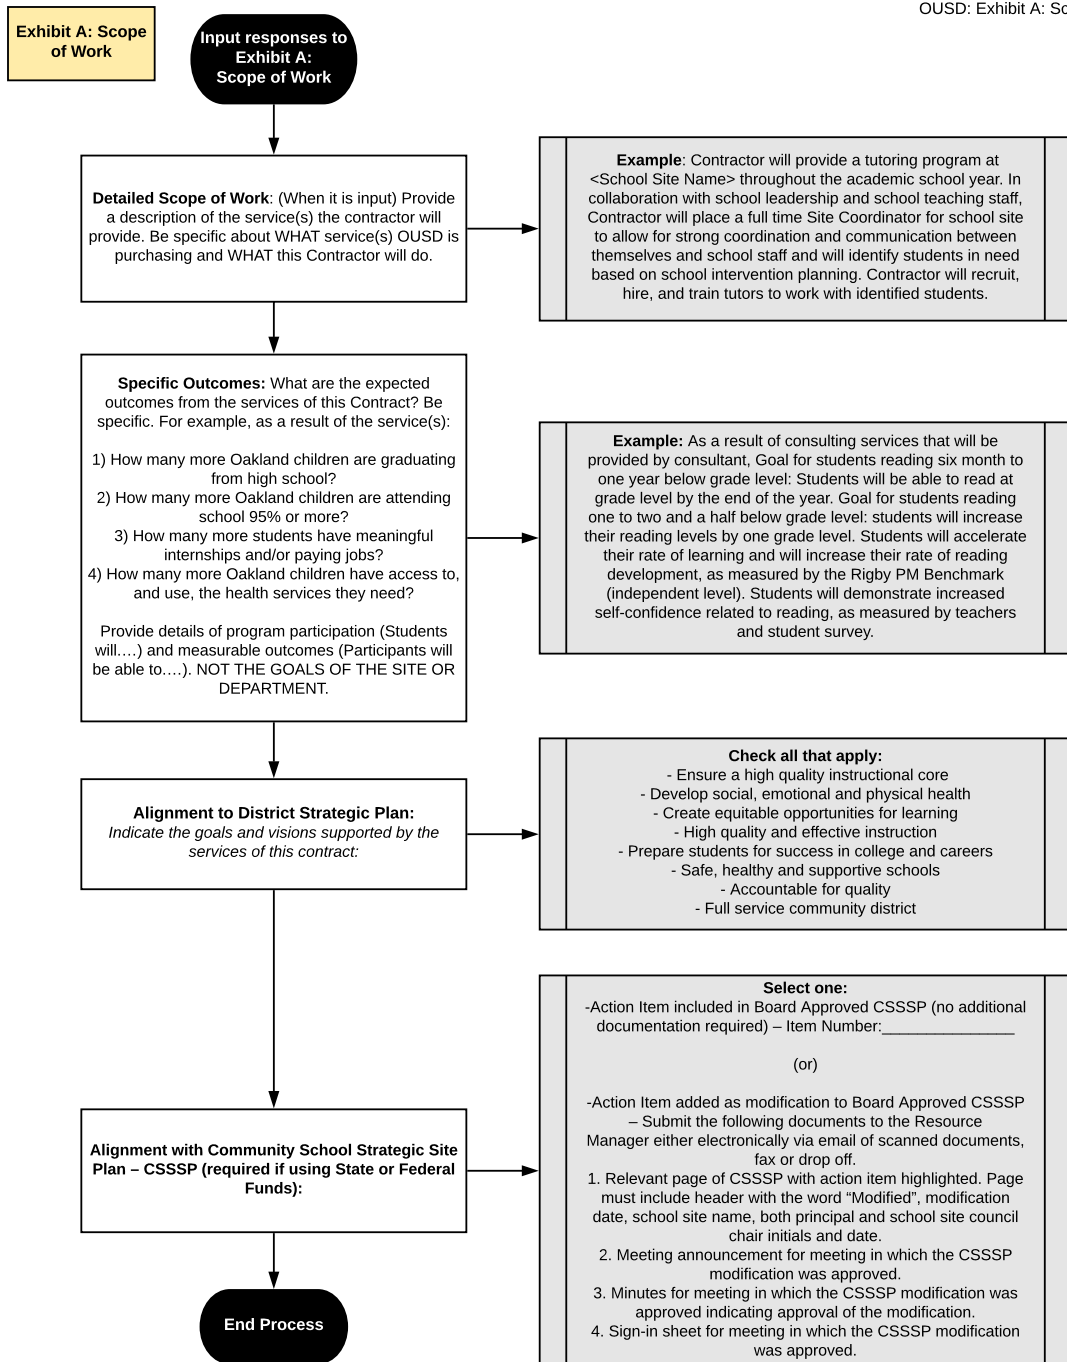 OUSD: Exhibit A: Sc
Exhibit A: Scope
of Work
Input responses to
Exhibit A:
Scope of Work
Detailed Scope of Work: (When it is input) Provide
a description of the service(s) the contractor will
provide. Be specific about WHAT service(s) OUSD is
purchasing and WHAT this Contractor will do.
Example: Contractor will provide a tutoring program at
<School Site Name> throughout the academic school year. In
collaboration with school leadership and school teaching staff,
Contractor will place a full time Site Coordinator for school site
to allow for strong coordination and communication between
themselves and school staff and will identify students in need
based on school intervention planning. Contractor will recruit,
hire, and train tutors to work with identified students.
Specific Outcomes: What are the expected
outcomes from the services of this Contract? Be
specific. For example, as a result of the service(s):
1) How many more Oakland children are graduating
from high school?
2) How many more Oakland children are attending
school 95% or more?
3) How many more students have meaningful
internships and/or paying jobs?
4) How many more Oakland children have access to,
and use, the health services they need?
Provide details of program participation (Students
will….) and measurable outcomes (Participants will
be able to….). NOT THE GOALS OF THE SITE OR
DEPARTMENT.
Example: As a result of consulting services that will be
provided by consultant, Goal for students reading six month to
one year below grade level: Students will be able to read at
grade level by the end of the year. Goal for students reading
one to two and a half below grade level: students will increase
their reading levels by one grade level. Students will accelerate
their rate of learning and will increase their rate of reading
development, as measured by the Rigby PM Benchmark
(independent level). Students will demonstrate increased
self-confidence related to reading, as measured by teachers
and student survey.
Alignment to District Strategic Plan:
Indicate the goals and visions supported by the
services of this contract:
Check all that apply:
- Ensure a high quality instructional core
- Develop social, emotional and physical health
- Create equitable opportunities for learning
- High quality and effective instruction
- Prepare students for success in college and careers
- Safe, healthy and supportive schools
- Accountable for quality
- Full service community district
Alignment with Community School Strategic Site
Plan – CSSSP (required if using State or Federal
Funds):
Select one:
-Action Item included in Board Approved CSSSP (no additional
documentation required) – Item Number:_______________
(or)
-Action Item added as modification to Board Approved CSSSP
– Submit the following documents to the Resource
Manager either electronically via email of scanned documents,
fax or drop off.
1. Relevant page of CSSSP with action item highlighted. Page
must include header with the word “Modified”, modification
date, school site name, both principal and school site council
chair initials and date.
2. Meeting announcement for meeting in which the CSSSP
modification was approved.
3. Minutes for meeting in which the CSSSP modification was
approved indicating approval of the modification.
4. Sign-in sheet for meeting in which the CSSSP modification
was approved.
End Process